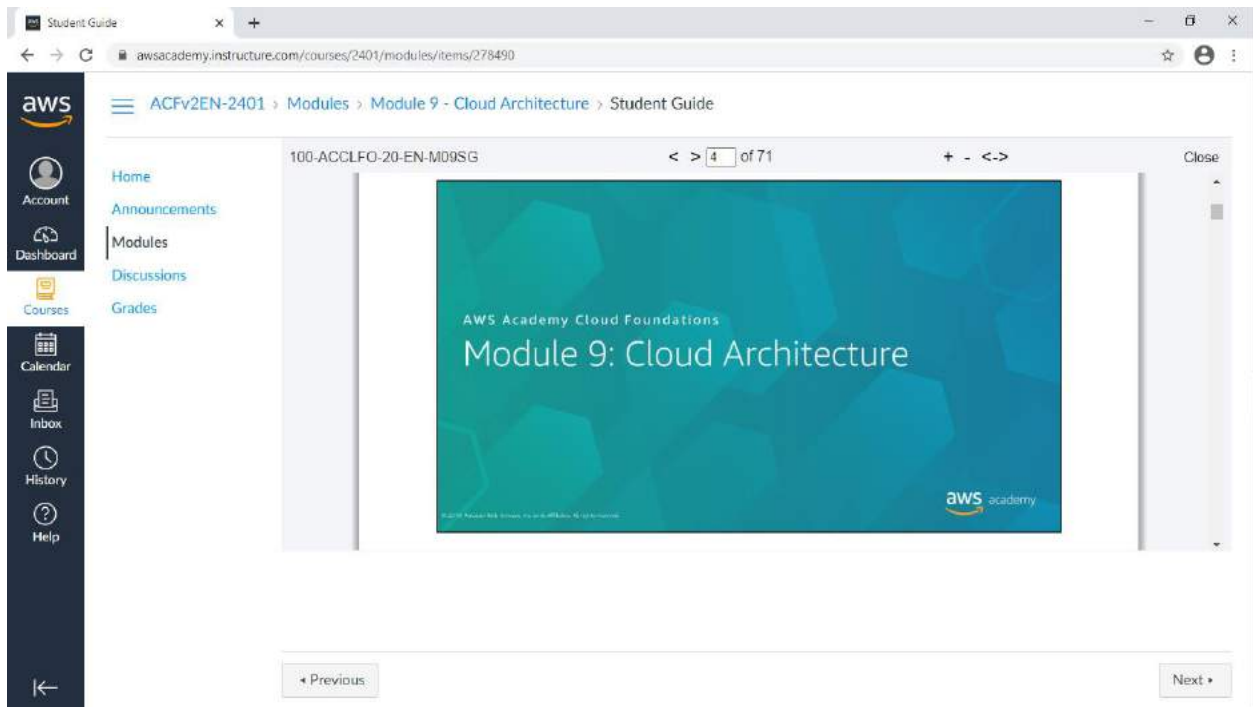 Student Guide
awsacademy.instructure.com/courses/2401/modules/items/278490
aws
ACFv2EN-2401 > Modules > Module 9 - Cloud Architecture > Student Guide
Account
Dashboard
Courses
Calendar
Inbox
History
Help
Home
Announcements
Modules
Discussions
Grades
100-ACCLFO-20-EN-M09SG
< > 4 of 71
+ - <->
Close
AWS Academy Cloud Foundations
Module 9: Cloud Architecture
aws academy
Previous
Next